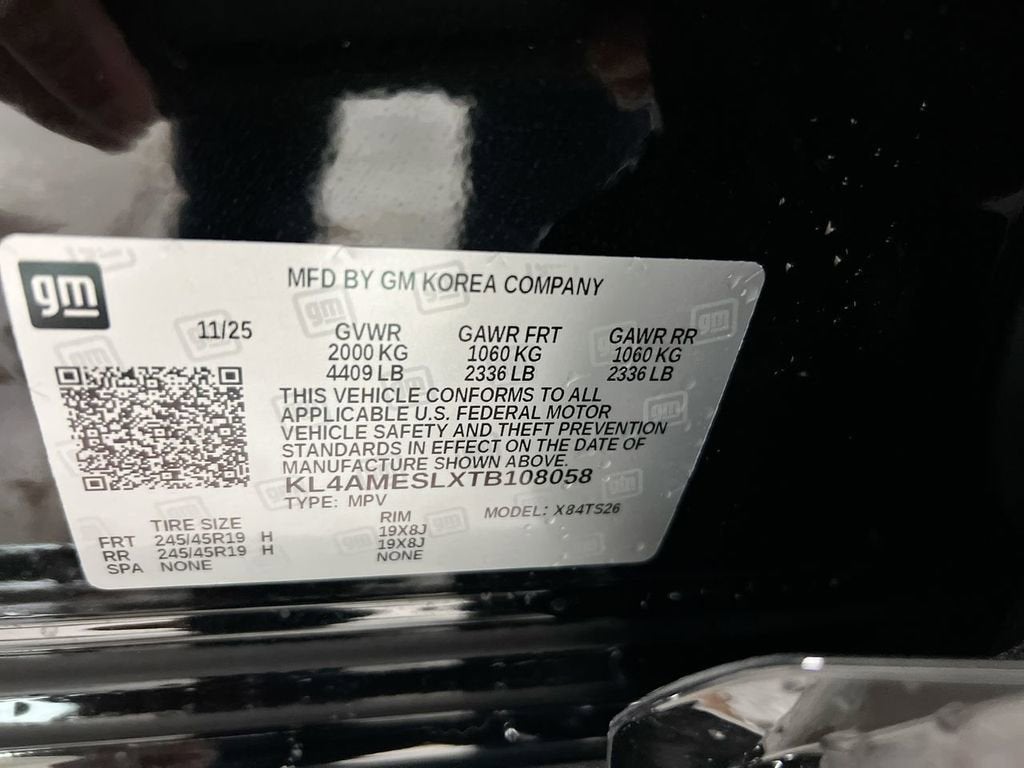 gm
MFD BY GM KOREA COMPANY
11/25 GVWR GAWR FRT GAWR RR
2000 KG 1060 KG 1060 KG
4409 LB 2336 LB 2336 LB
THIS VEHICLE CONFORMS TO ALL
APPLICABLE U.S. FEDERAL MOTOR
VEHICLE SAFETY AND THEFT PREVENTION
STANDARDS IN EFFECT ON THE DATE OF
MANUFACTURE SHOWN ABOVE.
KL4AMESLXTB108058
TYPE: MPV MODEL: X84TS26
TIRE SIZE RIM
FRT 245/45R19 H 19X8J
RR 245/45R19 H 19X8J
SPA NONE NONE